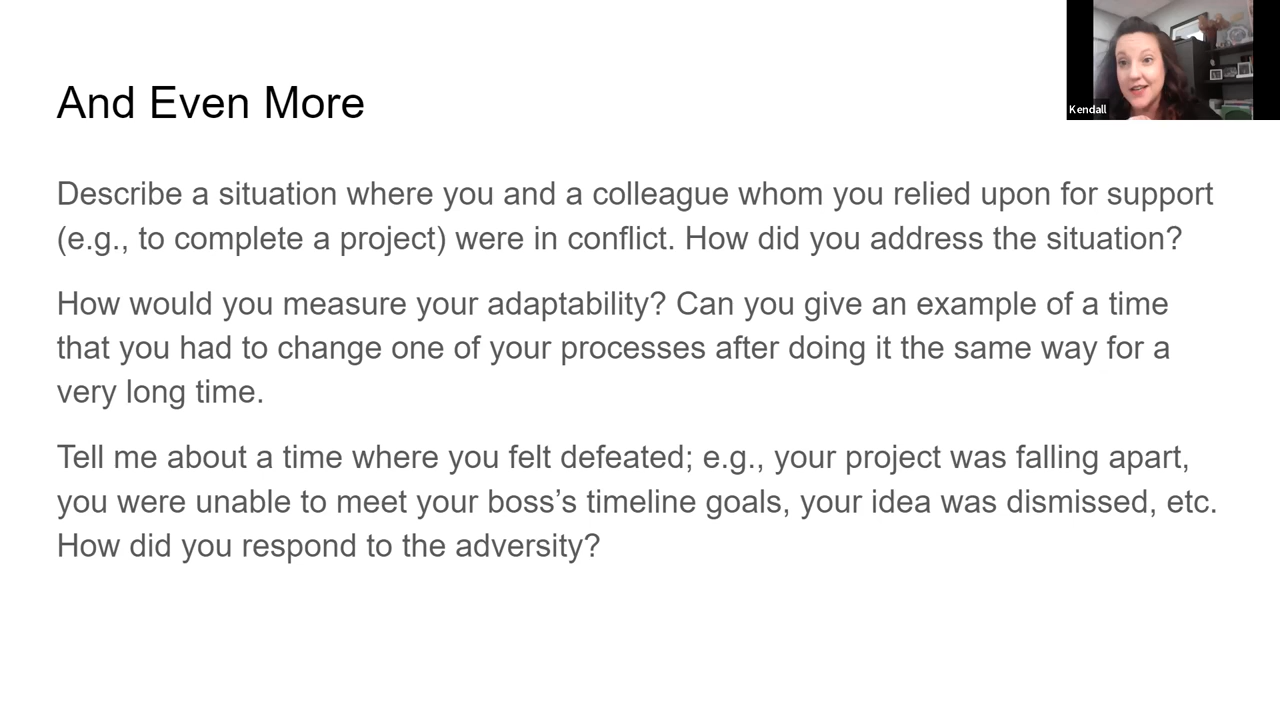 And Even More
Kendall
Describe a situation where you and a colleague whom you relied upon for support
(e.g., to complete a project) were in conflict. How did you address the situation?
How would you measure your adaptability? Can you give an example of a time
that you had to change one of your processes after doing it the same way for a
very long time.
Tell me about a time where you felt defeated; e.g., your project was falling apart,
you were unable to meet your boss’s timeline goals, your idea was dismissed, etc.
How did you respond to the adversity?